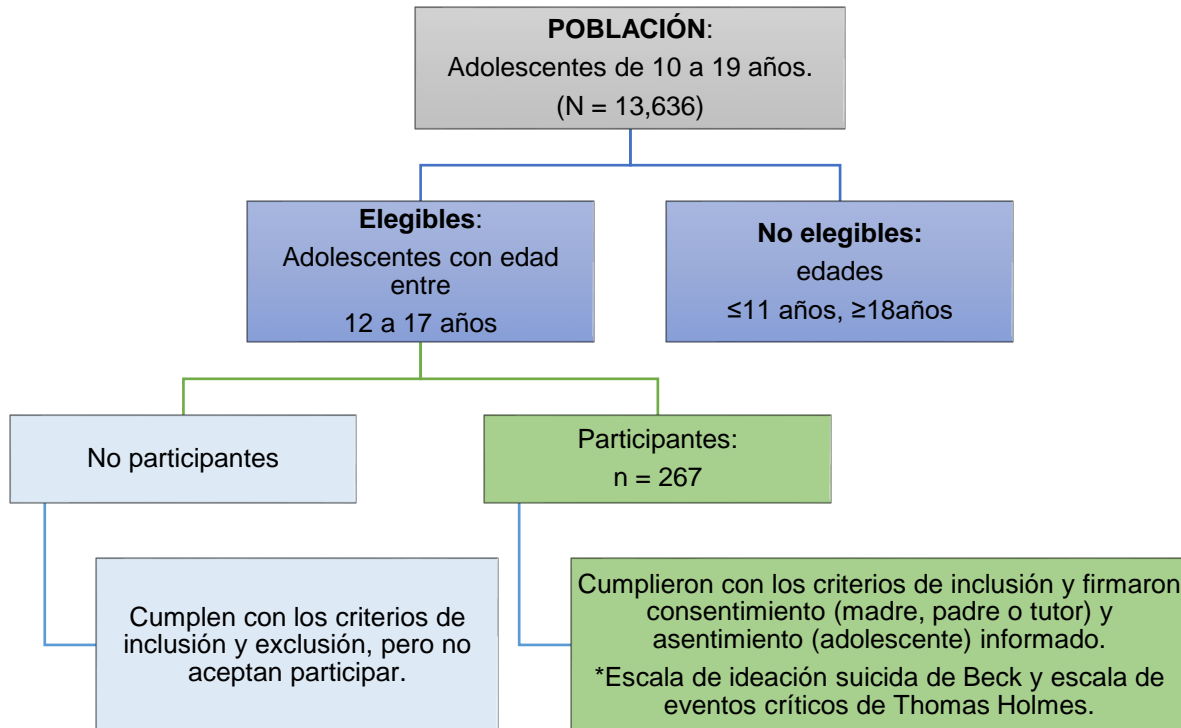 POBLACIÓN:
Adolescentes de 10 a 19 años.
(N = 13,636)
Elegibles:
Adolescentes con edad
entre
12 a 17 años
No elegibles:
edades
≤11 años, ≥18años
No participantes
Participantes:
n = 267
Cumplen con los criterios de
inclusión y exclusión, pero no
aceptan participar.
Cumplieron con los criterios de inclusión y firmaron
consentimiento (madre, padre o tutor) y
asentimiento (adolescente) informado.
*Escala de ideación suicida de Beck y escala de
eventos críticos de Thomas Holmes.